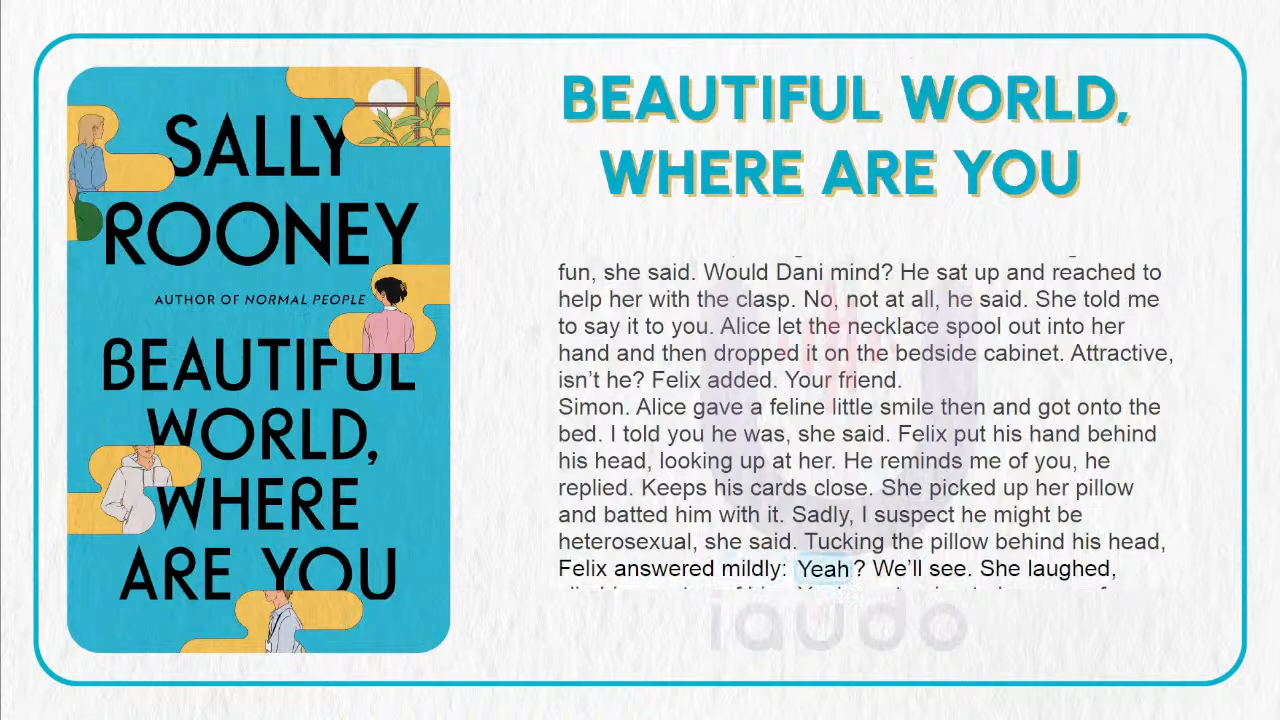 SALLY
ROONEY
AUTHOR OF NORMAL PEOPLE
BEAUTIFUL
WORLD,
WHERE
ARE YOU
BEAUTIFUL WORLD,
WHERE ARE YOU
fun, she said. Would Dani mind? He sat up and reached to
help her with the clasp. No, not at all, he said. She told me
to say it to you. Alice let the necklace spool out into her
hand and then dropped it on the bedside cabinet. Attractive,
isn’t he? Felix added. Your friend.
Simon. Alice gave a feline little smile then and got onto the
bed. I told you he was, she said. Felix put his hand behind
his head, looking up at her. He reminds me of you, he
replied. Keeps his cards close. She picked up her pillow
and batted him with it. Sadly, I suspect he might be
heterosexual, she said. Tucking the pillow behind his head,
Felix answered mildly: Yeah? We’ll see. She laughed,
iaudo